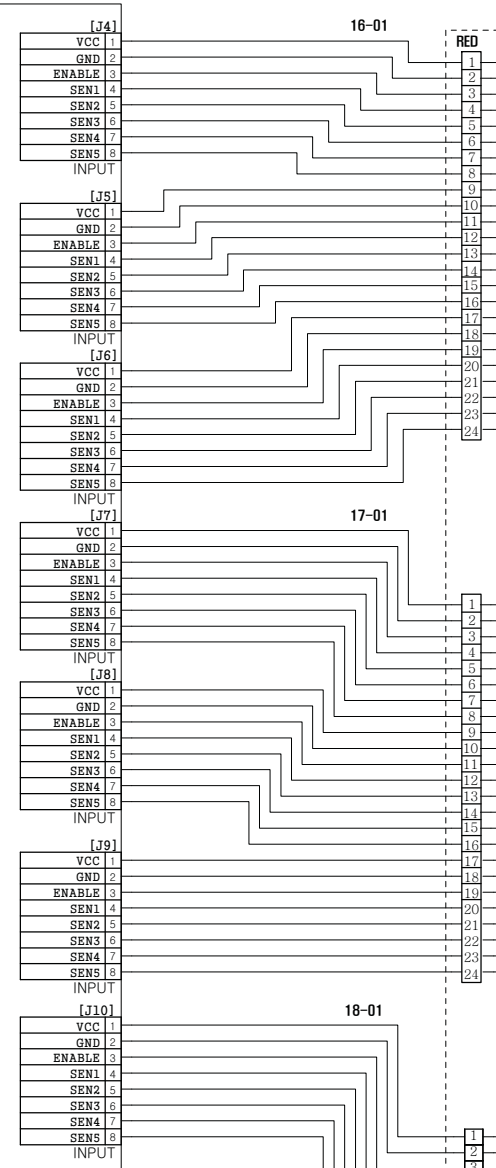 [J4] 16-01
RED
VCC 1
GND 2
ENABLE 3
SEN1 4
SEN2 5
SEN3 6
SEN4 7
SEN5 8
INPUT
[J5]
VCC 1
GND 2
ENABLE 3
SEN1 4
SEN2 5
SEN3 6
SEN4 7
SEN5 8
INPUT
[J6]
VCC 1
GND 2
ENABLE 3
SEN1 4
SEN2 5
SEN3 6
SEN4 7
SEN5 8
INPUT
1
2
3
4
5
6
7
8
9
10
11
12
13
14
15
16
17
18
19
20
21
22
23
24
[J7] 17-01
VCC 1
GND 2
ENABLE 3
SEN1 4
SEN2 5
SEN3 6
SEN4 7
SEN5 8
INPUT
[J8]
VCC 1
GND 2
ENABLE 3
SEN1 4
SEN2 5
SEN3 6
SEN4 7
SEN5 8
INPUT
[J9]
VCC 1
GND 2
ENABLE 3
SEN1 4
SEN2 5
SEN3 6
SEN4 7
SEN5 8
INPUT
1
2
3
4
5
6
7
8
9
10
11
12
13
14
15
16
17
18
19
20
21
22
23
24
[J10] 18-01
VCC 1
GND 2
ENABLE 3
SEN1 4
SEN2 5
SEN3 6
SEN4 7
SEN5 8
INPUT
1
2
3